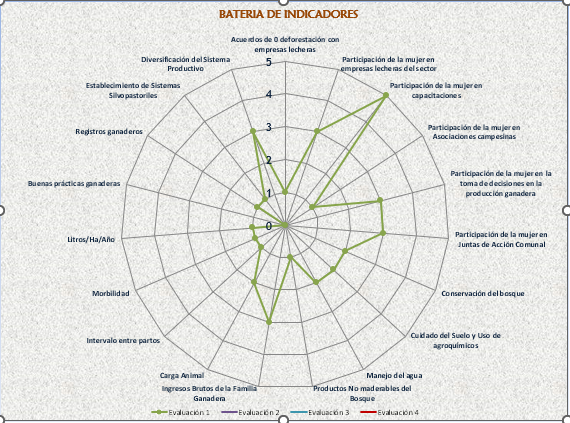 BATERIA DE INDICADORES
Acuerdos de 0 deforestación con
empresas lecheras
Participación de la mujer en
empresas lecheras del sector
Participación de la mujer en
capacitaciones
Participación de la mujer en
Asociaciones campesinas
Participación de la mujer en la
toma de decisiones en la
producción ganadera
Participación de la mujer en
Juntas de Acción Comunal
Conservación del bosque
Cuidado del Suelo y Uso de
agroquímicos
Manejo del agua
Productos No maderables del
Bosque
Ingresos Brutos de la Familia
Ganadera
Carga Animal
Intervalo entre partos
Morbilidad
Litros/Ha/Año
Buenas prácticas ganaderas
Registros ganaderos
Establecimiento de Sistemas
Silvopastoriles
Diversificación del Sistema
Productivo
5
4
3
2
1
0
Evaluación 1
Evaluación 2
Evaluación 3
Evaluación 4